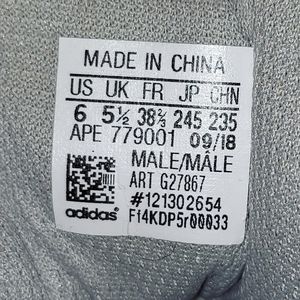 MADE IN CHINA
US UK FR JP CHN
6 5½ 38⅔ 245 235
APE 779001 09/18
MALE/MÂLE
ART G27867
#121302654
adidas F14KDP5r00033